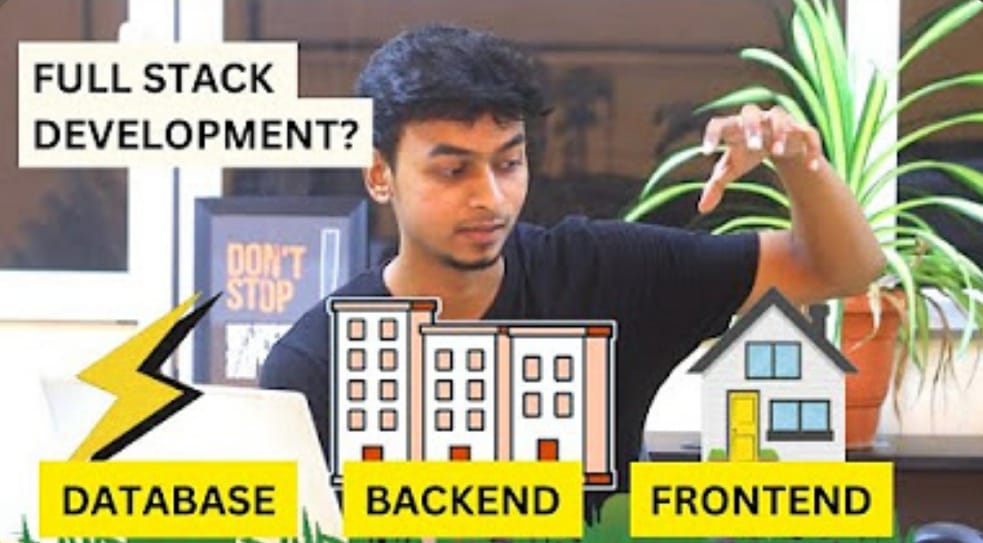 FULL STACK
DEVELOPMENT?
DON'T
STOP
DATABASE
BACKEND
FRONTEND